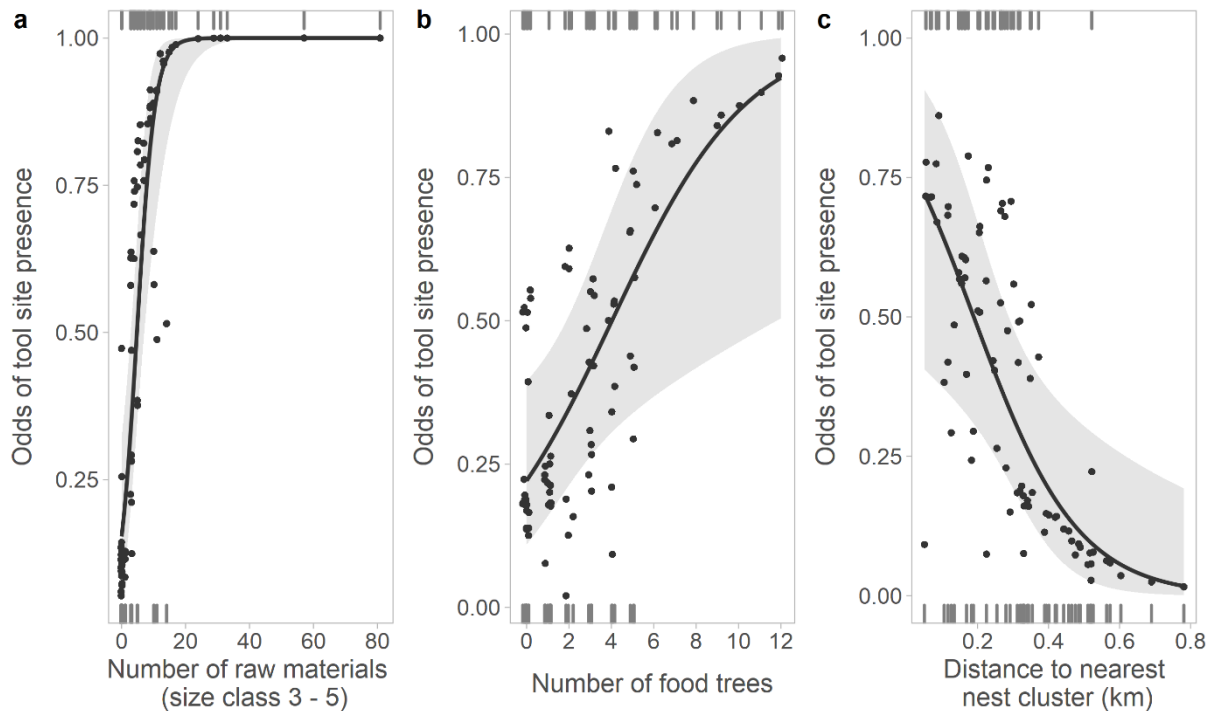 a
Odds of tool site presence
1.00
0.75
0.50
0.25
0
20
40
60
80
Number of raw materials
(size class 3 - 5)
b
Odds of tool site presence
1.00
0.75
0.50
0.25
0.00
0
2
4
6
8
10
12
Number of food trees
c
Odds of tool site presence
1.00
0.75
0.50
0.25
0.00
0.2
0.4
0.6
0.8
Distance to nearest
nest cluster (km)